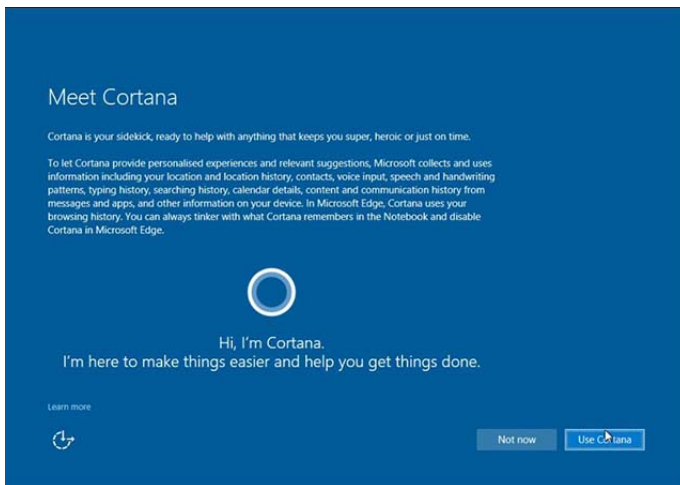 Meet Cortana
Cortana is your sidekick, ready to help with anything that keeps you super, heroic or just on time.
To let Cortana provide personalised experiences and relevant suggestions, Microsoft collects and uses
information including your location and location history, contacts, voice input, speech and handwriting
patterns, typing history, searching history, calendar details, content and communication history from
messages and apps, and other information on your device. In Microsoft Edge, Cortana uses your
browsing history. You can always tinker with what Cortana remembers in the Notebook and disable
Cortana in Microsoft Edge.
Hi, I'm Cortana.
I'm here to make things easier and help you get things done.
Learn more
Not now
Use Cortana